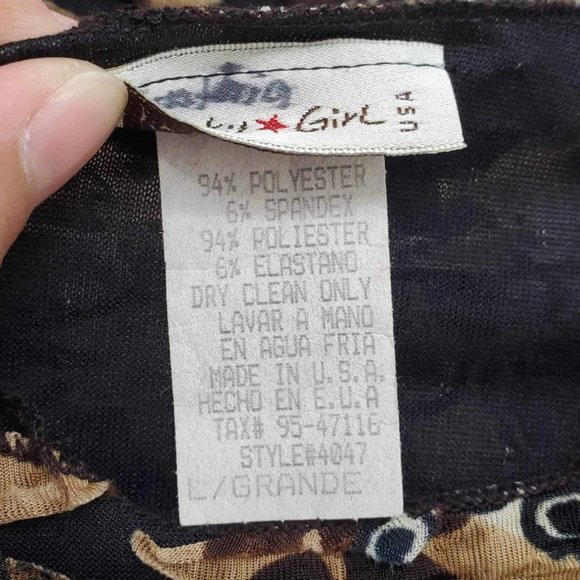 ★ Girl USA
94% POLYESTER
6% SPANDEX
94% POLIESTER
6% ELASTANO
DRY CLEAN ONLY
LAVAR A MANO
EN AGUA FRIA
MADE IN U.S.A.
HECHO EN E.U.A
TAX# 95-47116
STYLE#4047
L/GRANDE